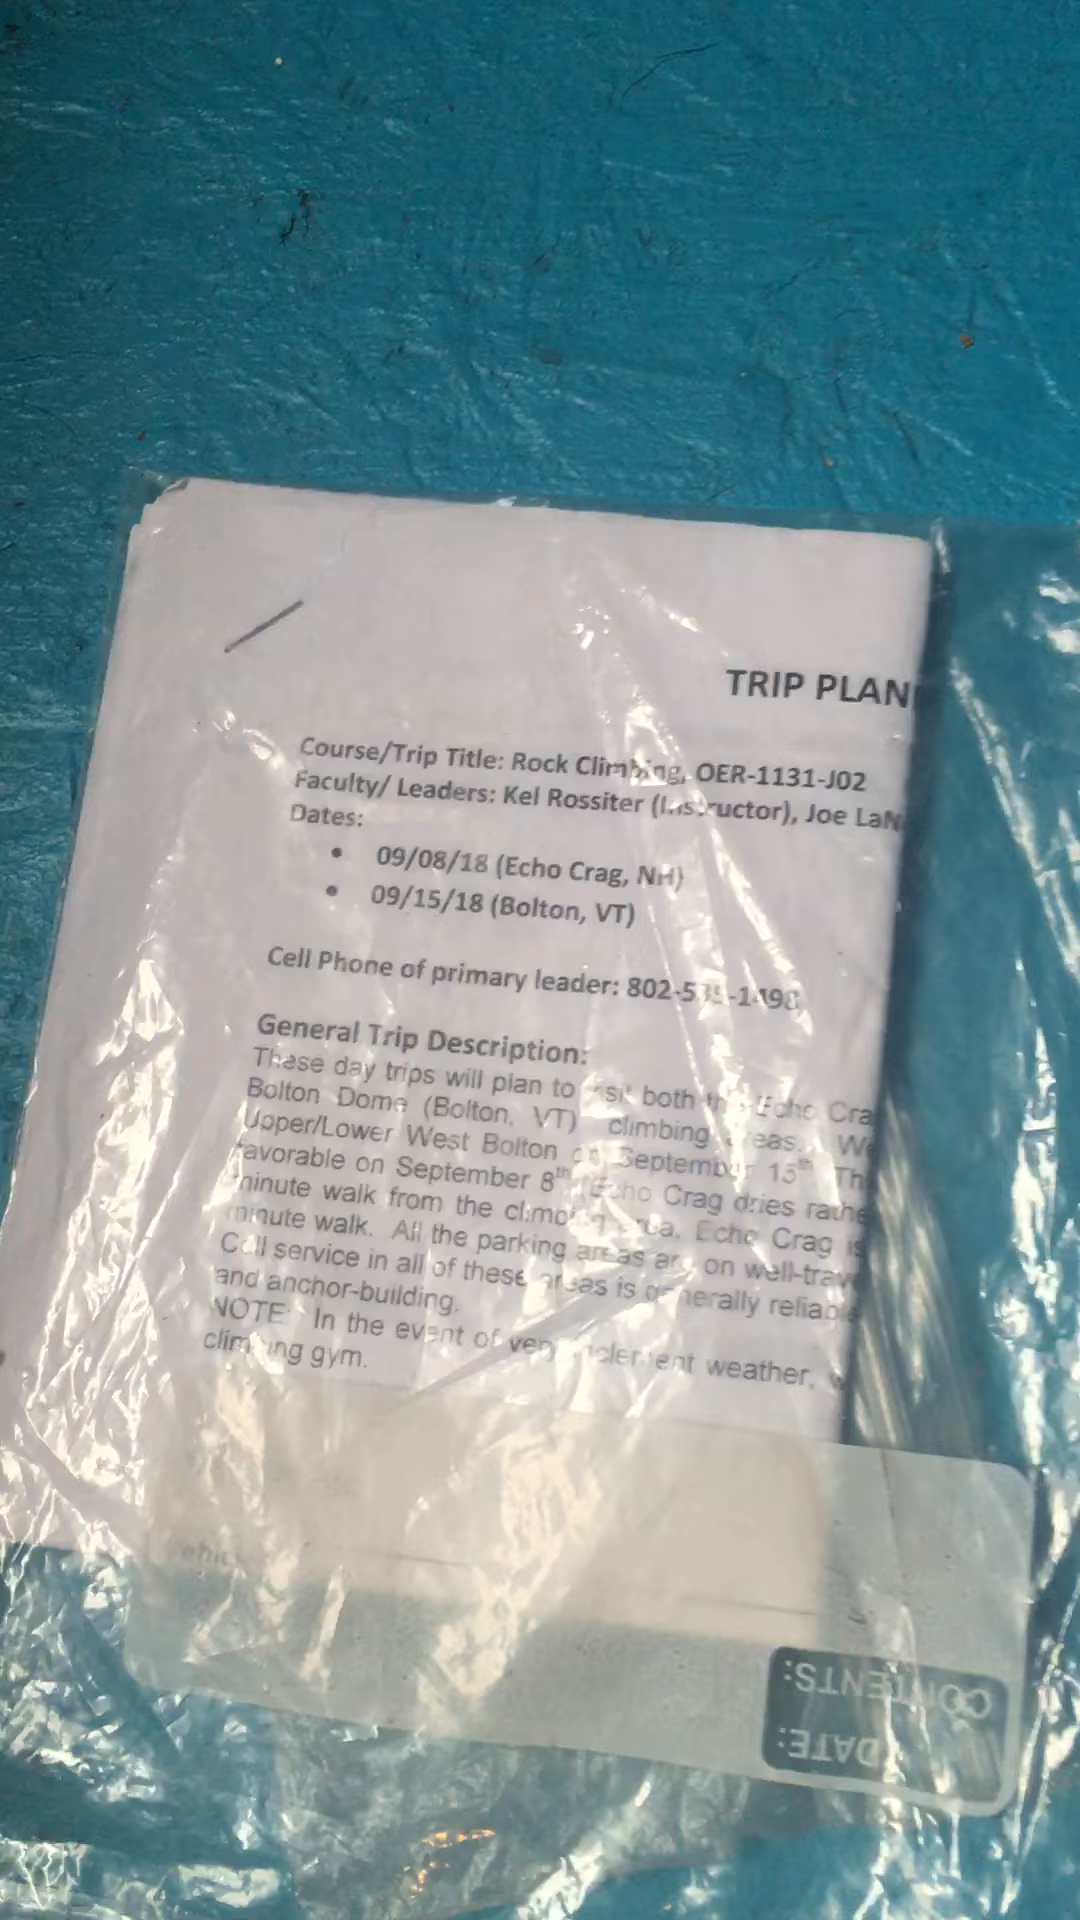 TRIP PLAN
Course/Trip Title: Rock Climbing, OER-1131-J02
Faculty/ Leaders: Kel Rossiter (Instructor), Joe LaN
Dates:
• 09/08/18 (Echo Crag, NH)
• 09/15/18 (Bolton, VT)
Cell Phone of primary leader: 802-
General Trip Description:
These day trips will plan to visit both the Echo Cra
Bolton Dome (Bolton, VT) climbing areas. We
Upper/Lower West Bolton on September 15th Th
favorable on September 8th Echo Crag dries rathe
minute walk from the climbing area, Echo Crag is
minute walk. All the parking areas are on well-trav
Cell service in all of these areas is generally reliable
and anchor-building.
NOTE: In the event of very inclement weather,
climbing gym.
CONTENTS:
DATE: